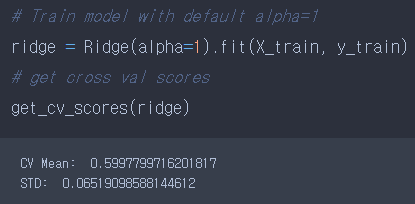 # Train model with default alpha=1
ridge = Ridge(alpha=1).fit(X_train, y_train)
# get cross val scores
get_cv_scores(ridge)
CV Mean:  0.5997799716201817
STD:  0.06519098588144612